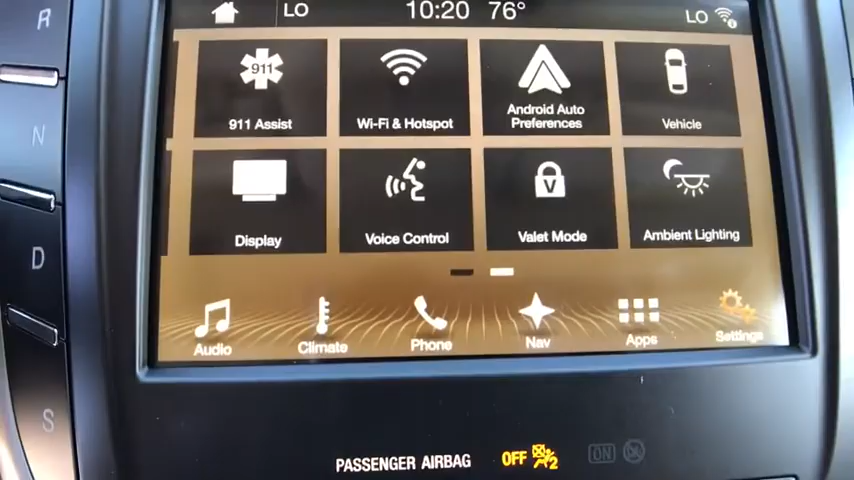 R
LO 10:20 76° LO
N
D
S
911
911 Assist
Wi-Fi & Hotspot
Android Auto
Preferences
Vehicle
Display
Voice Control
V
Valet Mode
Ambient Lighting
Audio
Climate
Phone
Nav
Apps
Settings
PASSENGER AIRBAG OFF 2 ON